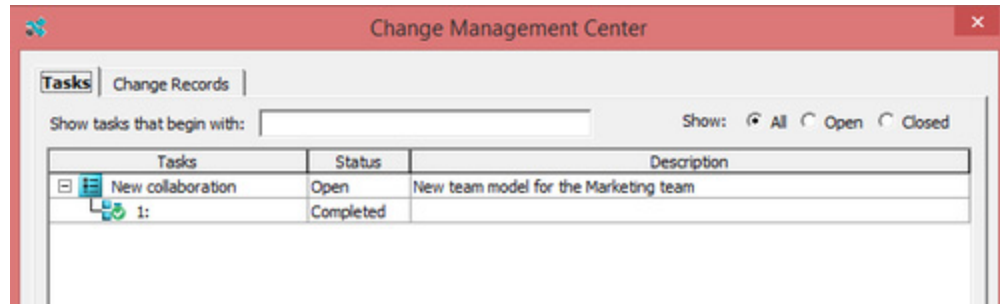 Change Management Center
Tasks Change Records
Show tasks that begin with: Show: All Open Closed
Tasks Status Description
New collaboration Open New team model for the Marketing team
1: Completed